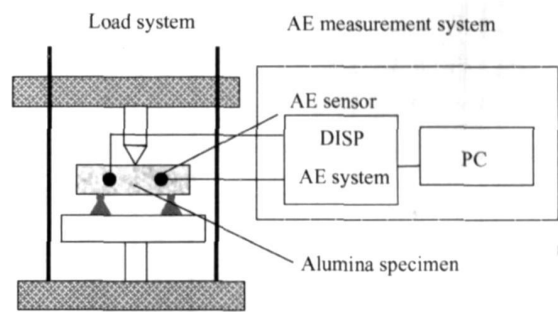 Load system
AE measurement system
AE sensor
DISP
AE system
PC
Alumina specimen